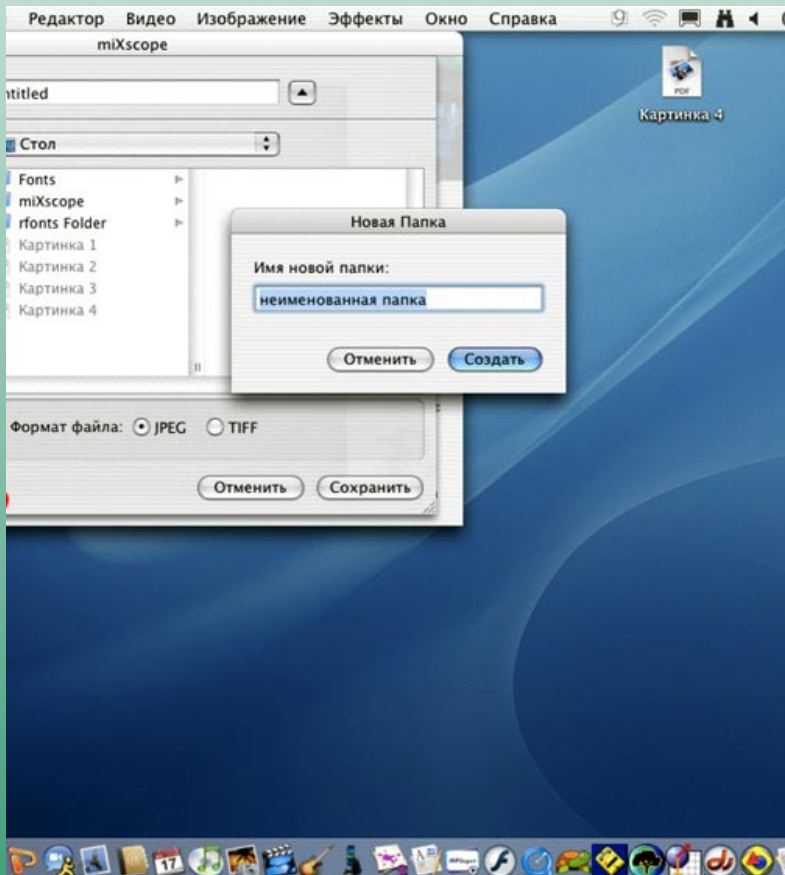 Редактор Видео Изображение Эффекты Окно Справка
miXscope
ntitled
Стол
Fonts
miXscope
rfonts Folder
Картинка 1
Картинка 2
Картинка 3
Картинка 4
Новая Папка
Имя новой папки:
неименованная папка
Отменить Создать
Формат файла: JPEG TIFF
Отменить Сохранить
PDF
Картинка 4
17
MPlayer